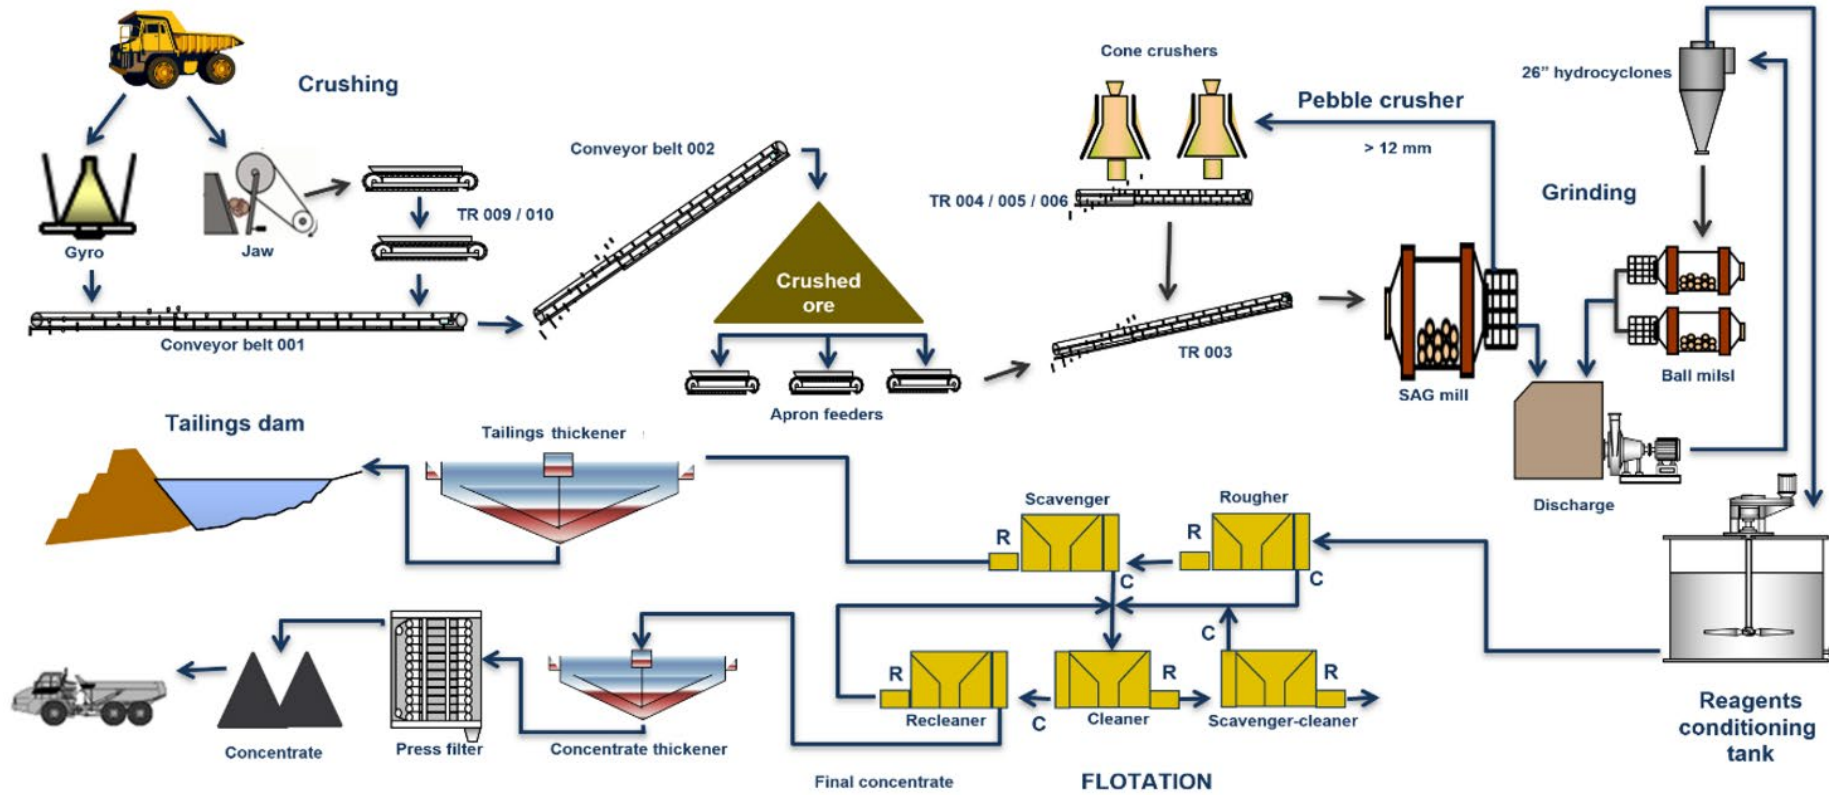 Crushing
Gyro
Jaw
TR 009 / 010
Conveyor belt 001
Conveyor belt 002
Crushed
ore
Apron feeders
Cone crushers
TR 004 / 005 / 006
TR 003
Pebble crusher
> 12 mm
26” hydrocyclones
Grinding
SAG mill
Ball milsl
Discharge
Reagents
conditioning
tank
Rougher
R
C
Scavenger
R
C
Cleaner
R
C
Scavenger-cleaner
R
C
Recleaner
R
FLOTATION
Final concentrate
Tailings thickener
Tailings dam
Concentrate thickener
Press filter
Concentrate